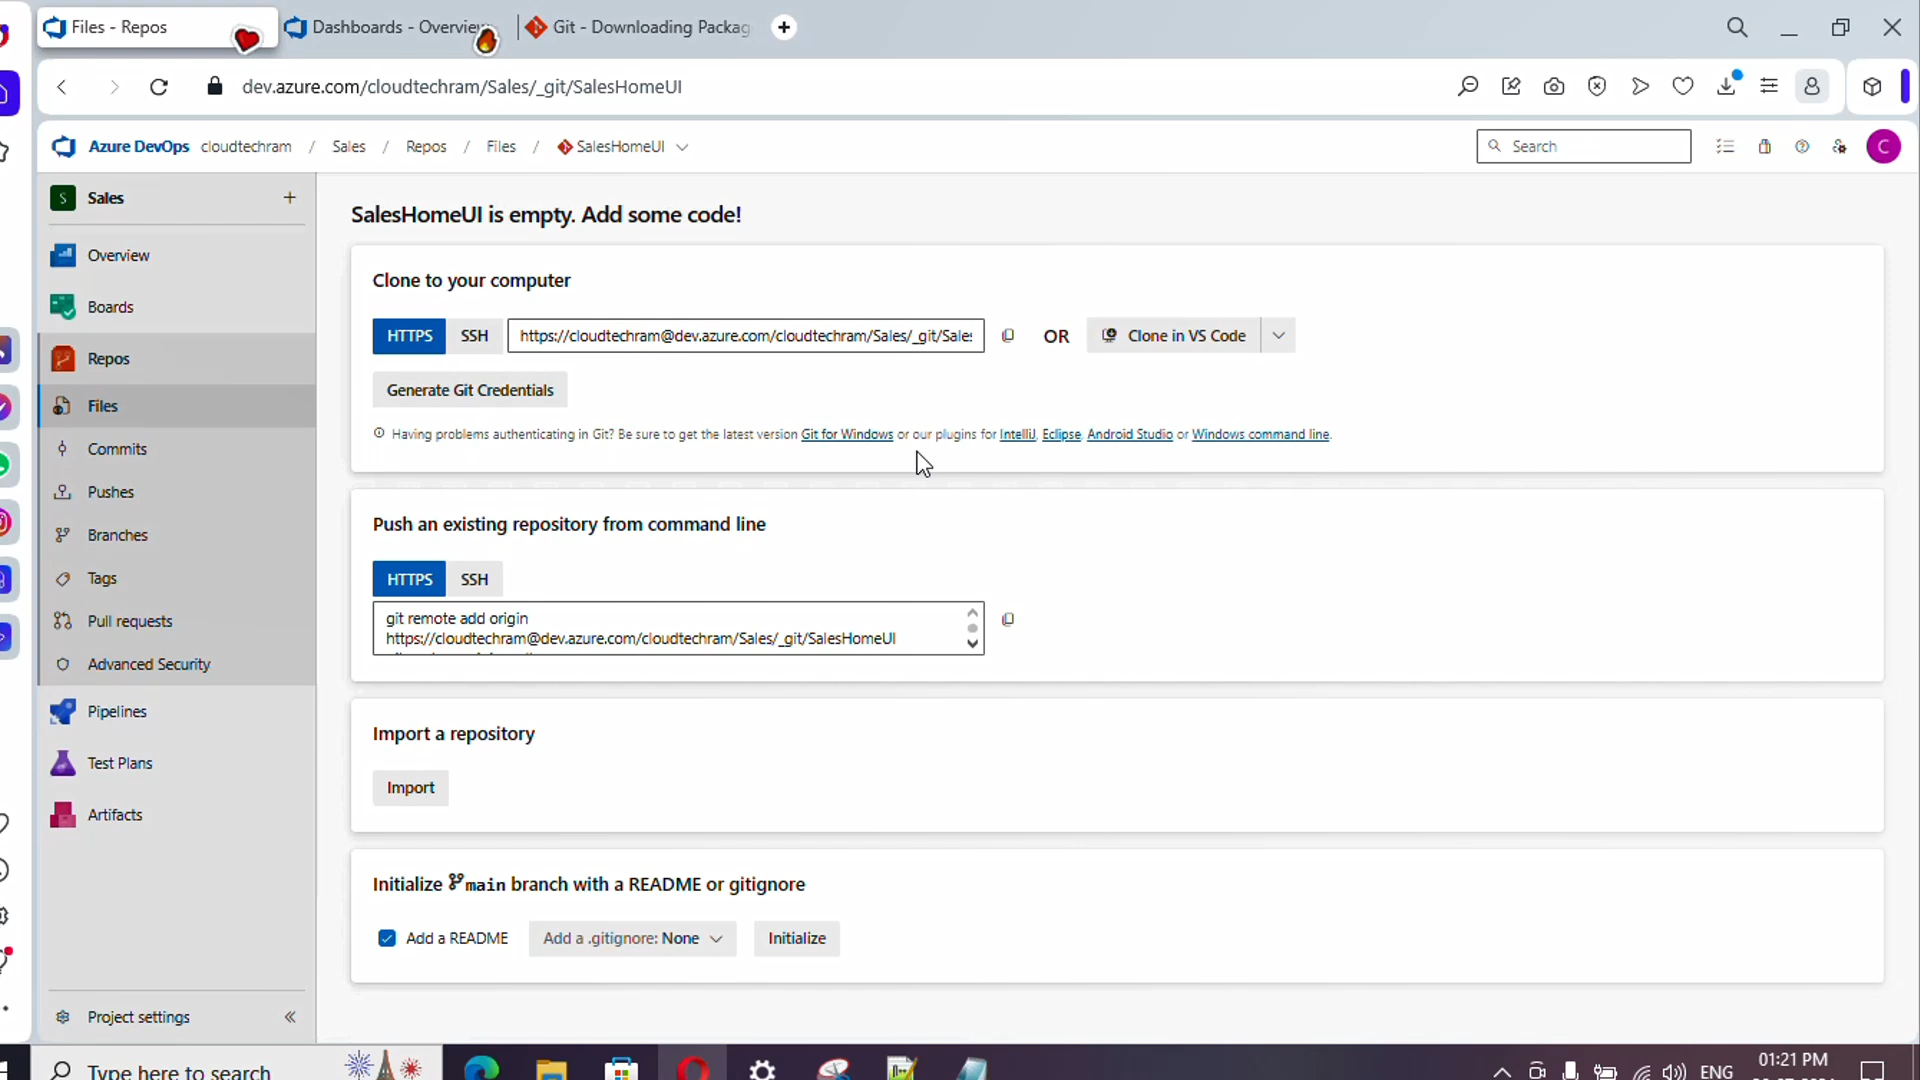 Files - Repos
Dashboards - Overview
Git - Downloading Packag
dev.azure.com/cloudtechram/Sales/_git/SalesHomeUI
Azure DevOps cloudtechram / Sales / Repos / Files / SalesHomeUI
Search
C
S Sales
Overview
Boards
Repos
Files
Commits
Pushes
Branches
Tags
Pull requests
Advanced Security
Pipelines
Test Plans
Artifacts
Project settings
SalesHomeUI is empty. Add some code!
Clone to your computer
HTTPS SSH https://cloudtechram@dev.azure.com/cloudtechram/Sales/_git/Sales OR Clone in VS Code
Generate Git Credentials
Having problems authenticating in Git? Be sure to get the latest version Git for Windows or our plugins for IntelliJ, Eclipse, Android Studio or Windows command line.
Push an existing repository from command line
HTTPS SSH
git remote add origin
https://cloudtechram@dev.azure.com/cloudtechram/Sales/_git/SalesHomeUI
Import a repository
Import
Initialize main branch with a README or gitignore
Add a README Add a .gitignore: None Initialize
Type here to search
ENG
01:21 PM